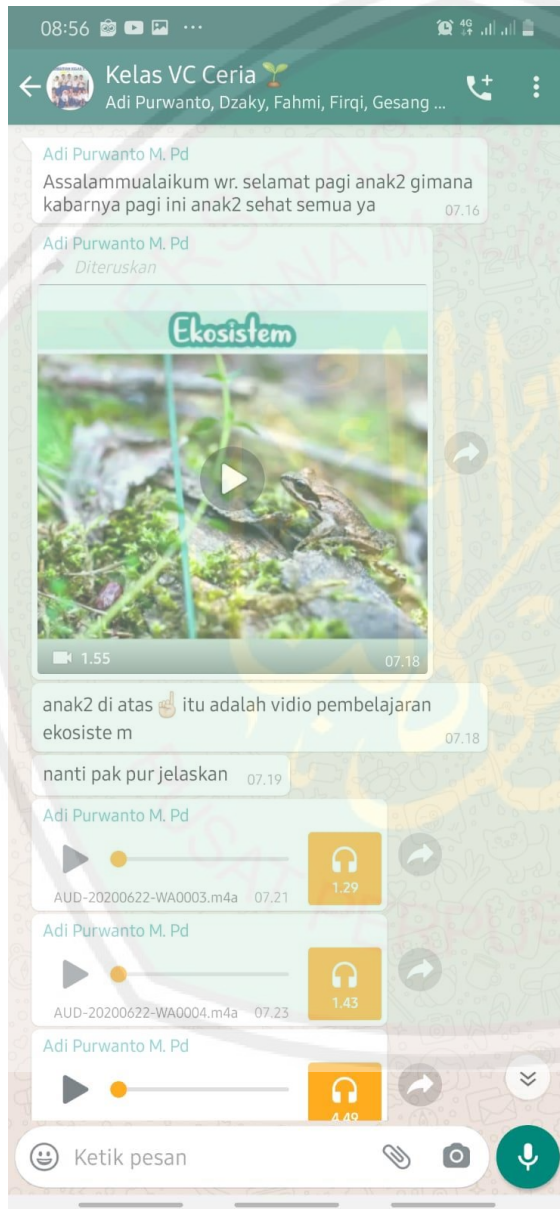 08:56
4G
Kelas VC Ceria
Adi Purwanto, Dzaky, Fahmi, Firqi, Gesang ...
Adi Purwanto M. Pd
Assalammualaikum wr. selamat pagi anak2 gimana
kabarnya pagi ini anak2 sehat semua ya
07.16
Adi Purwanto M. Pd
Diteruskan
Ekosistem
1.55
07.18
anak2 di atas ☝🏼 itu adalah vidio pembelajaran
ekosiste m
07.18
nanti pak pur jelaskan 07.19
Adi Purwanto M. Pd
1.29
AUD-20200622-WA0003.m4a 07.21
Adi Purwanto M. Pd
1.43
AUD-20200622-WA0004.m4a 07.23
Adi Purwanto M. Pd
4.49
Ketik pesan